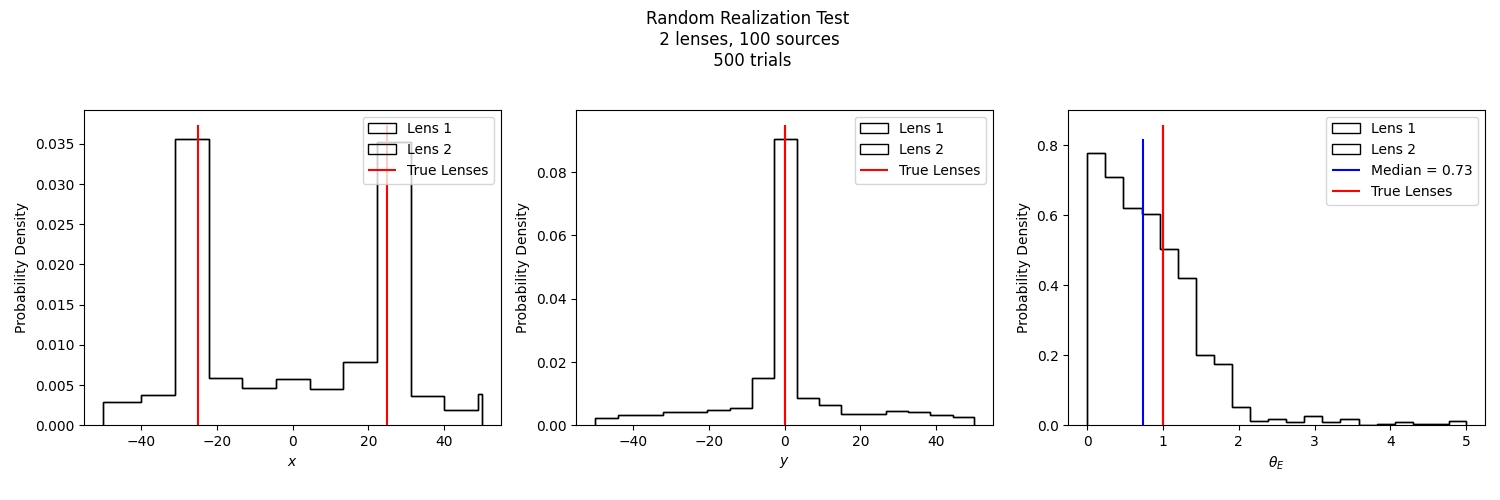 Random Realization Test
2 lenses, 100 sources
500 trials
Probability Density
0.035
0.030
0.025
0.020
0.015
0.010
0.005
0.000
−40
−20
0
20
40
x
Lens 1
Lens 2
True Lenses
Probability Density
0.08
0.06
0.04
0.02
0.00
−40
−20
0
20
40
y
Lens 1
Lens 2
True Lenses
Probability Density
0.8
0.6
0.4
0.2
0.0
0
1
2
3
4
5
θ_E
Lens 1
Lens 2
Median = 0.73
True Lenses